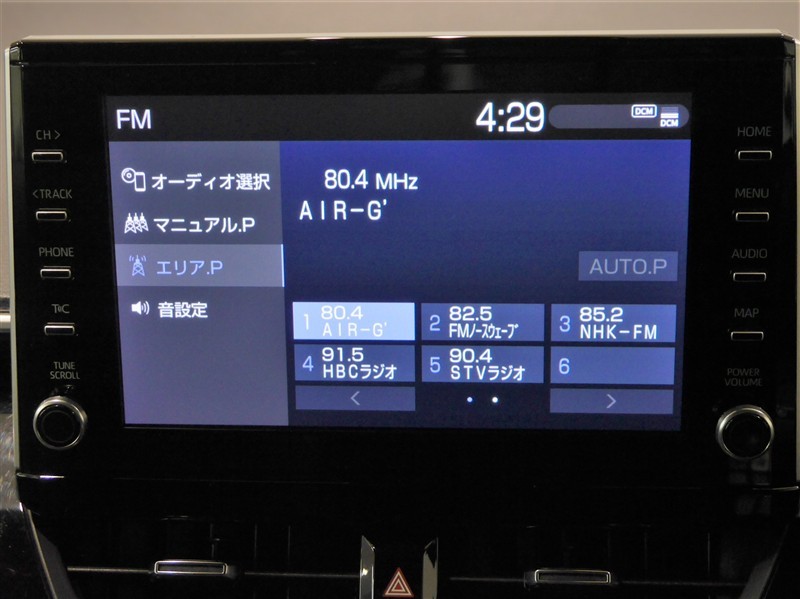 FM
4:29
DCM
DCM
CH >
<TRACK
PHONE
T&C
TUNE
SCROLL
オーディオ選択
マニュアル.P
エリア.P
音設定
80.4 MHz
AIR-G'
AUTO.P
1 80.4
AIR-G'
2 82.5
FMノースウェーブ
3 85.2
NHK-FM
4 91.5
HBCラジオ
5 90.4
STVラジオ
6
<
>
HOME
MENU
AUDIO
MAP
POWER
VOLUME